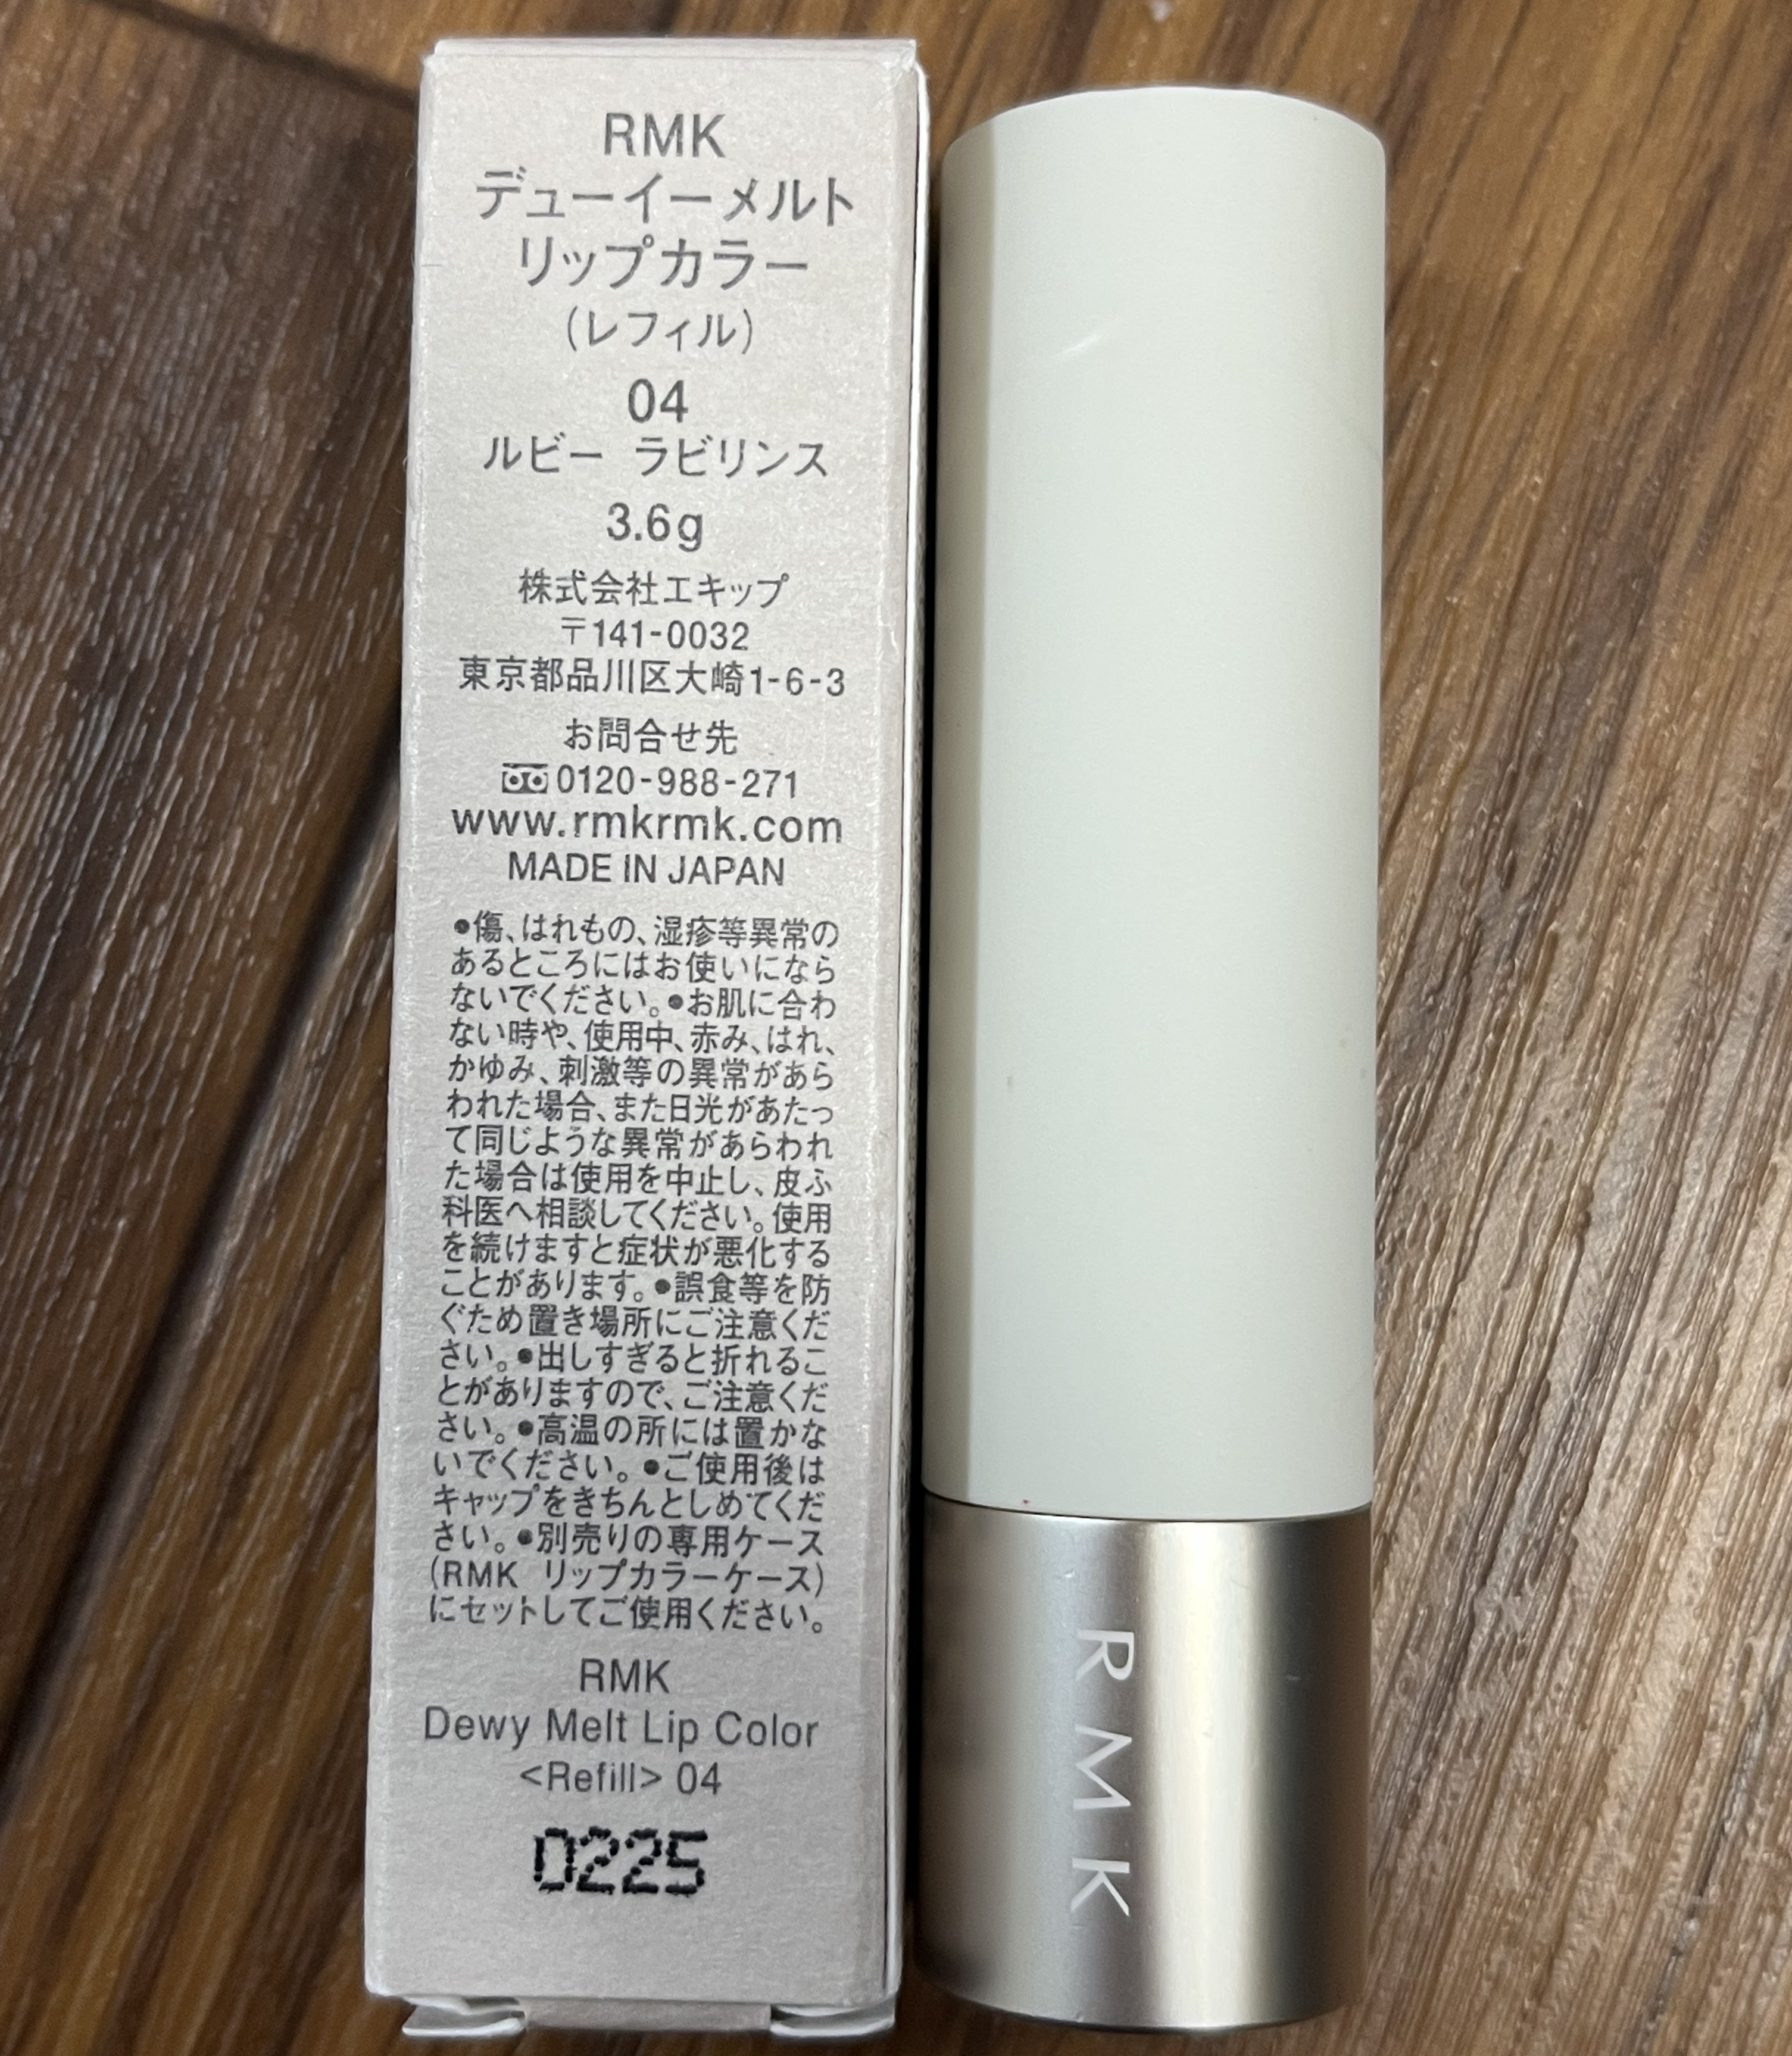 RMK
デューイーメルト
リップカラー
(レフィル)
04
ルビー ラビリンス
3.6g
株式会社エキップ
〒141-0032
東京都品川区大崎1-6-3
お問合せ先
0120-988-271
www.rmkrmk.com
MADE IN JAPAN
●傷、はれもの、湿疹等異常の
あるところにはお使いになら
ないでください。●お肌に合わ
ない時や、使用中、赤み、はれ、
かゆみ、刺激等の異常があら
われた場合、また日光があたっ
て同じような異常があらわれ
た場合は使用を中止し、皮ふ
科医へ相談してください。使用
を続けますと症状が悪化する
ことがあります。●誤食等を防
ぐため置き場所にご注意くだ
さい。●出しすぎると折れるこ
とがありますので、ご注意くだ
さい。●高温の所には置かな
いでください。●ご使用後は
キャップをきちんとしめてくだ
さい。●別売りの専用ケース
(RMK リップカラーケース)
にセットしてご使用ください。
RMK
Dewy Melt Lip Color
<Refill> 04
0225
RMK